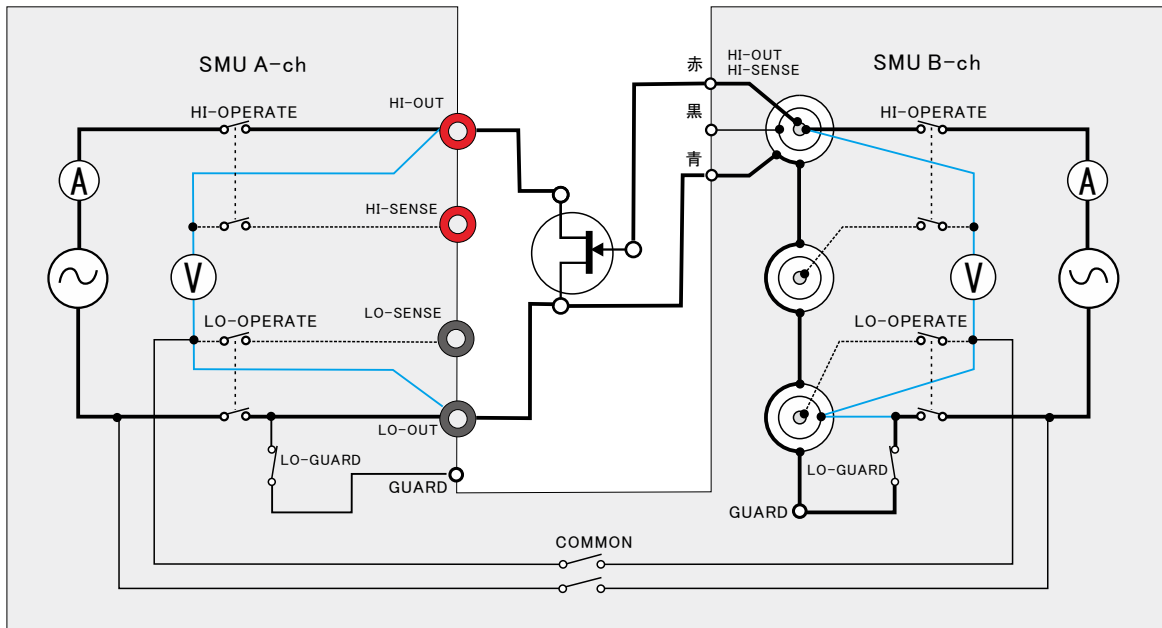 SMU A-ch
HI-OUT
HI-OPERATE
A
HI-SENSE
V
LO-SENSE
LO-OPERATE
LO-OUT
LO-GUARD
GUARD
赤
黒
青
HI-OUT
HI-SENSE
SMU B-ch
HI-OPERATE
A
V
LO-OPERATE
LO-GUARD
GUARD
COMMON